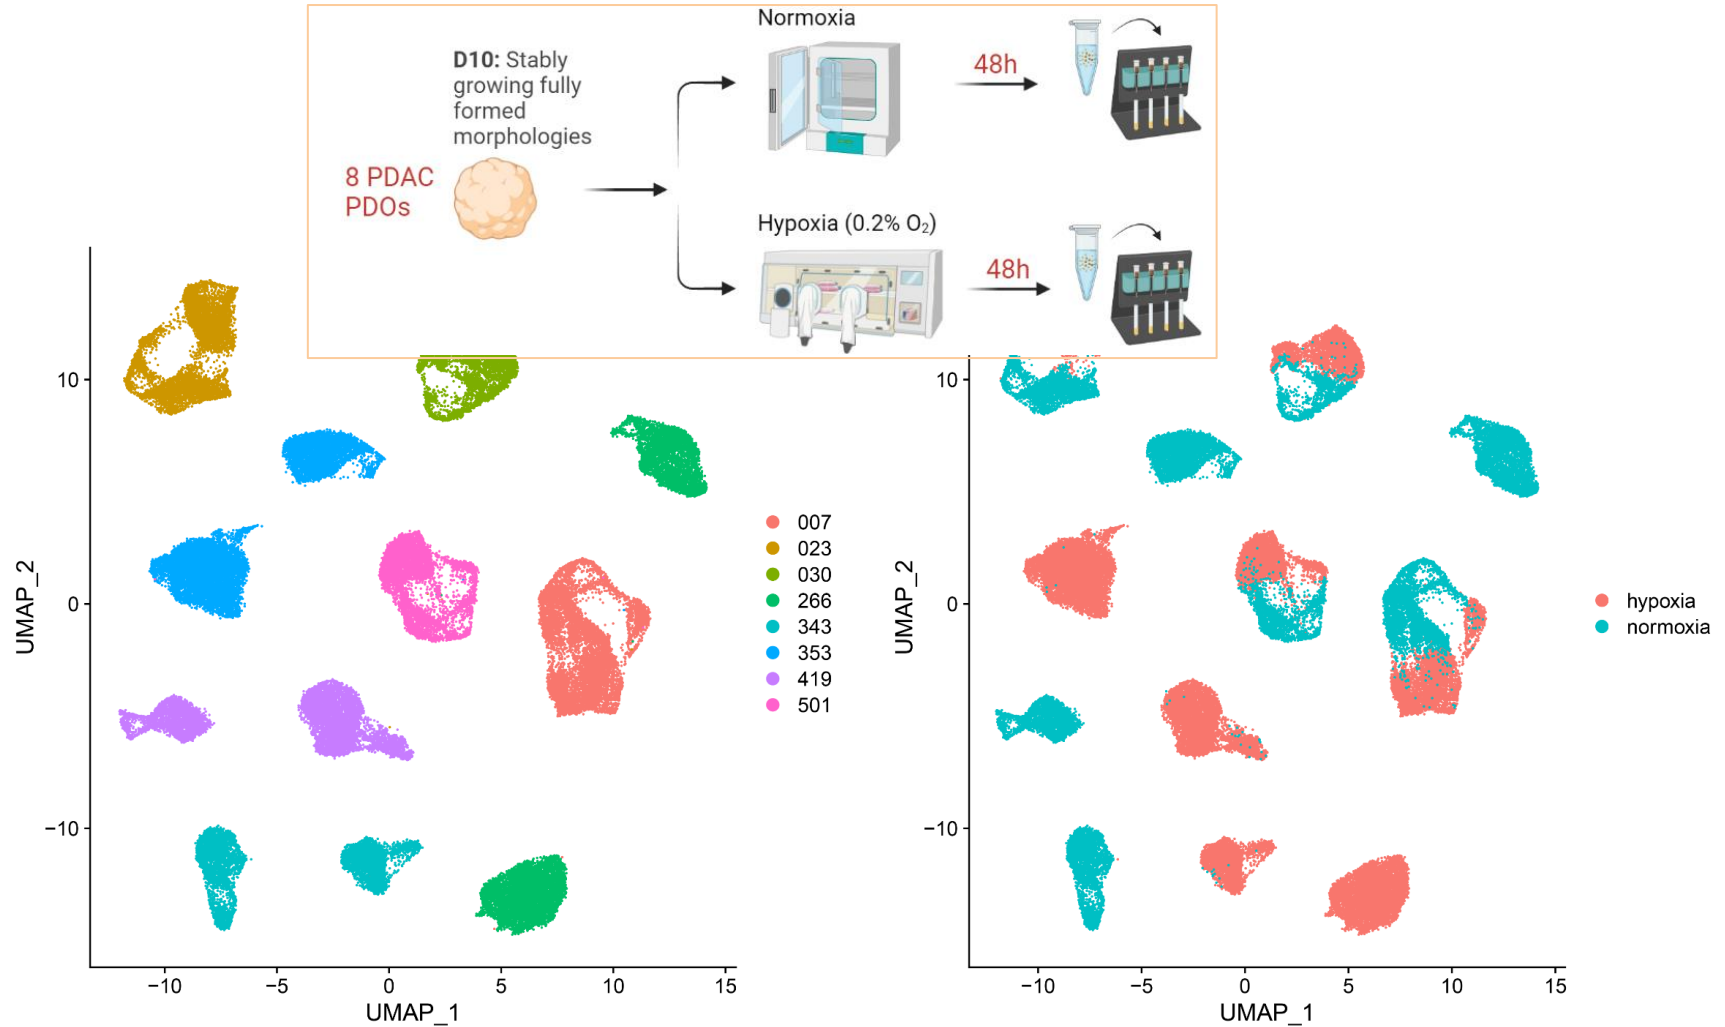 Normoxia
D10: Stably
growing fully
formed
morphologies
48h
8 PDAC
PDOs
Hypoxia (0.2% O₂)
48h
10
0
−10
UMAP_2
−10
−5
0
5
10
15
UMAP_1
007
023
030
266
343
353
419
501
10
0
−10
UMAP_2
−10
−5
0
5
10
15
UMAP_1
hypoxia
normoxia